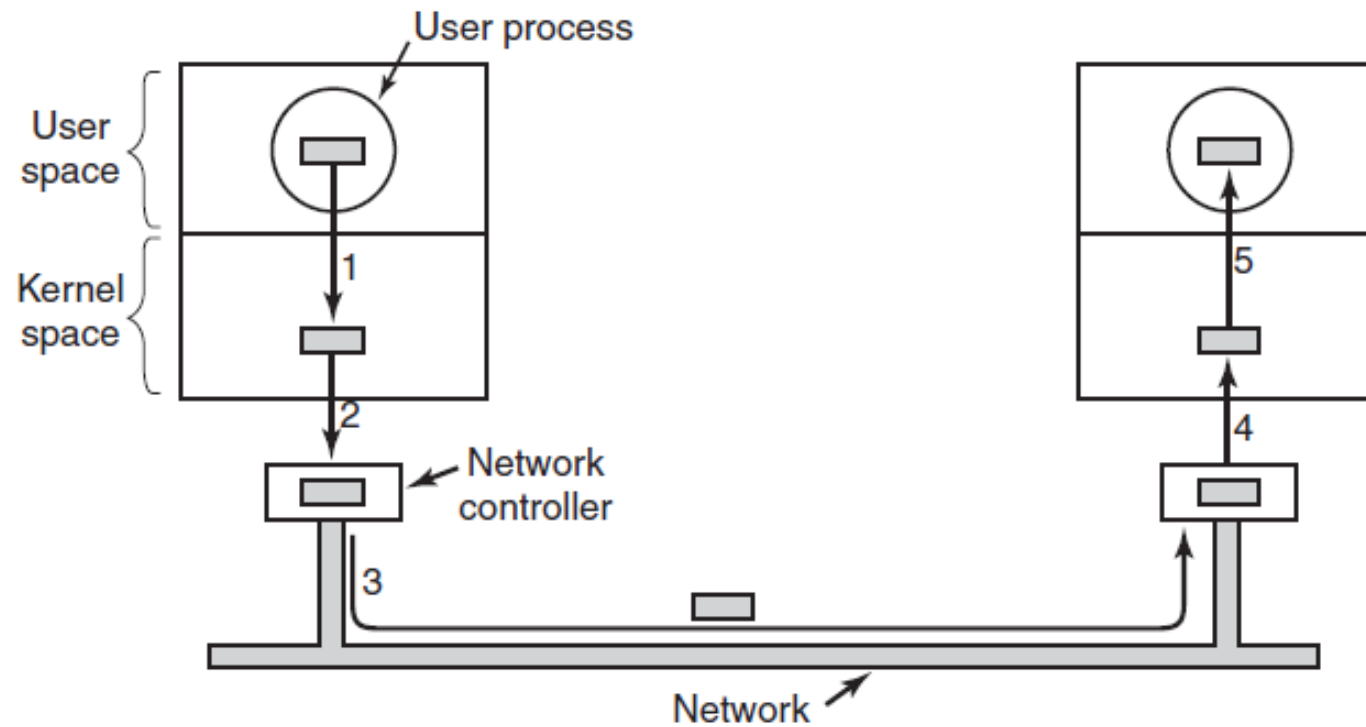 User process
User
space
1
5
Kernel
space
2
4
Network
controller
3
Network